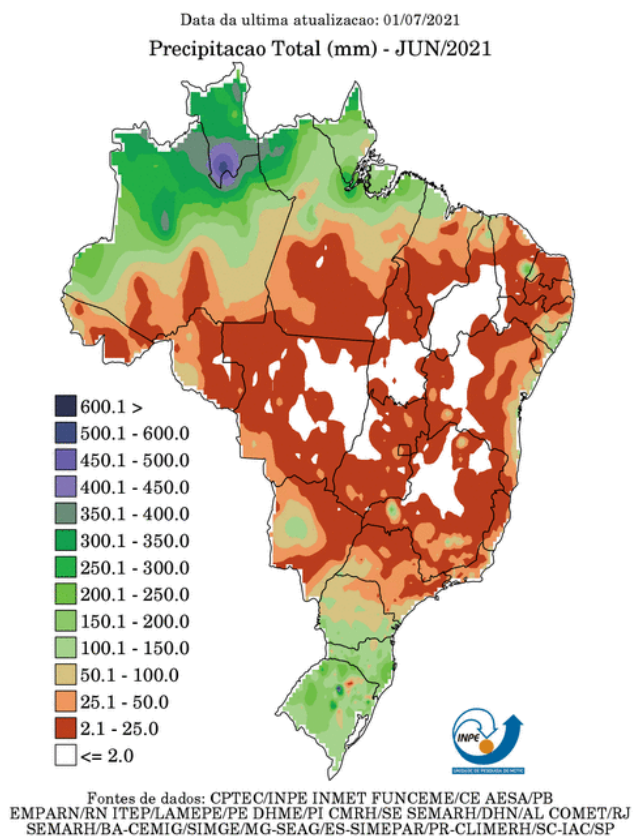 Data da ultima atualizacao: 01/07/2021
Precipitacao Total (mm) - JUN/2021
600.1 >
500.1 - 600.0
450.1 - 500.0
400.1 - 450.0
350.1 - 400.0
300.1 - 350.0
250.1 - 300.0
200.1 - 250.0
150.1 - 200.0
100.1 - 150.0
50.1 - 100.0
25.1 - 50.0
2.1 - 25.0
<= 2.0
INPE
Fontes de dados: CPTEC/INPE INMET FUNCEME/CE AESA/PB
EMPARN/RN ITEP/LAMEPE/PE DHME/PI CMRH/SE SEMARH/DHN/AL COMET/RJ
SEMARH/BA-CEMIG/SIMGE/MG-SEAG/ES-SIMEPAR/PR-CLIMERH/SC-IAC/SP